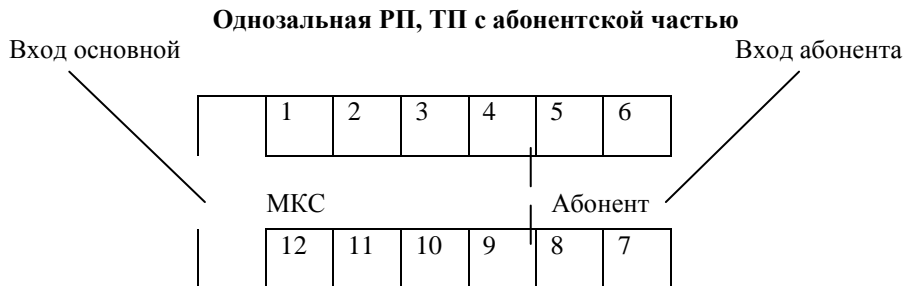 Однозальная РП, ТП с абонентской частью
Вход основной Вход абонента
1 2 3 4 5 6
МКС Абонент
12 11 10 9 8 7